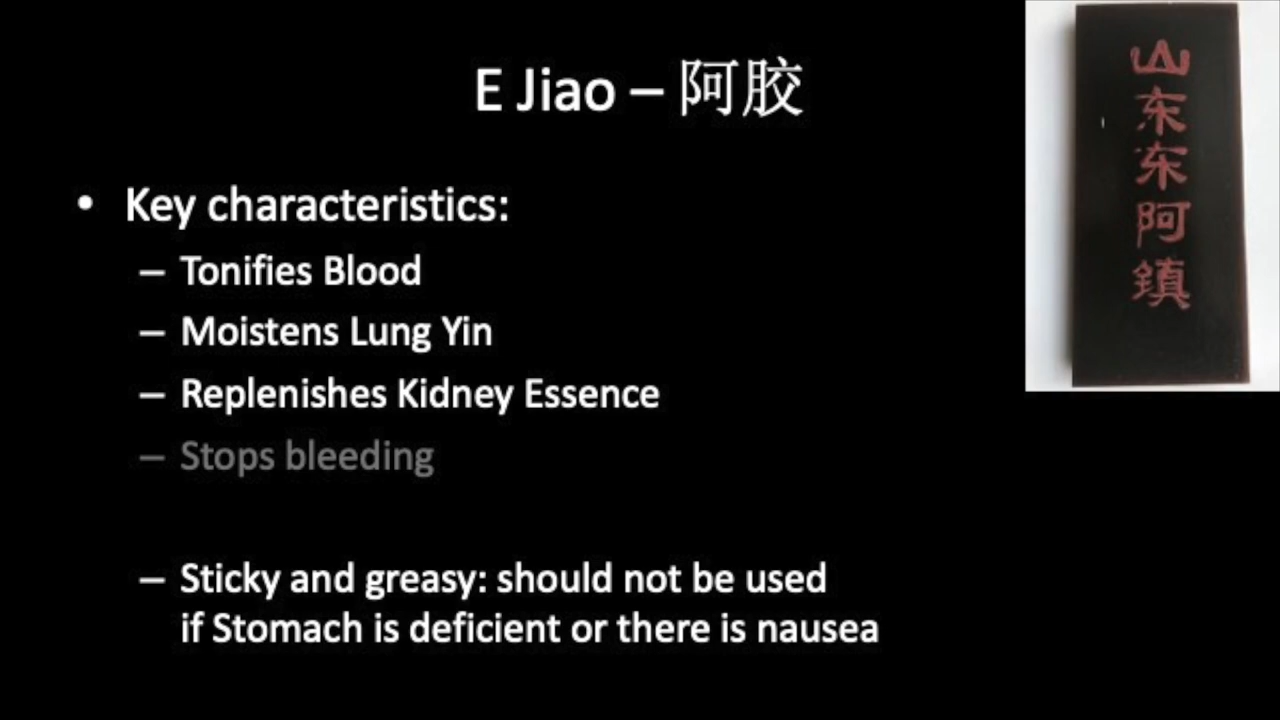 E Jiao – 阿胶
• Key characteristics:
– Tonifies Blood
– Moistens Lung Yin
– Replenishes Kidney Essence
– Stops bleeding
– Sticky and greasy: should not be used
if Stomach is deficient or there is nausea
山东东阿镇